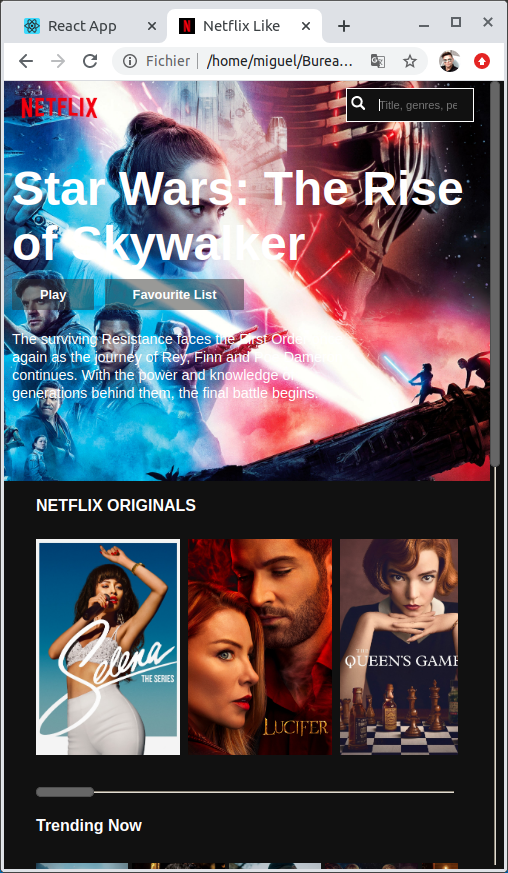 React App
Netflix Like
Fichier
/home/miguel/Burea...
NETFLIX
Title, genres, pe
Star Wars: The Rise
of Skywalker
Play
Favourite List
The surviving Resistance faces the First Order
again as the journey of Rey, Finn and Poe Dameron
continues. With the power and knowledge of
generations behind them, the final battle begins.
NETFLIX ORIGINALS
Selena
THE SERIES
LUCIFER
THE
QUEEN'S GAM
Trending Now